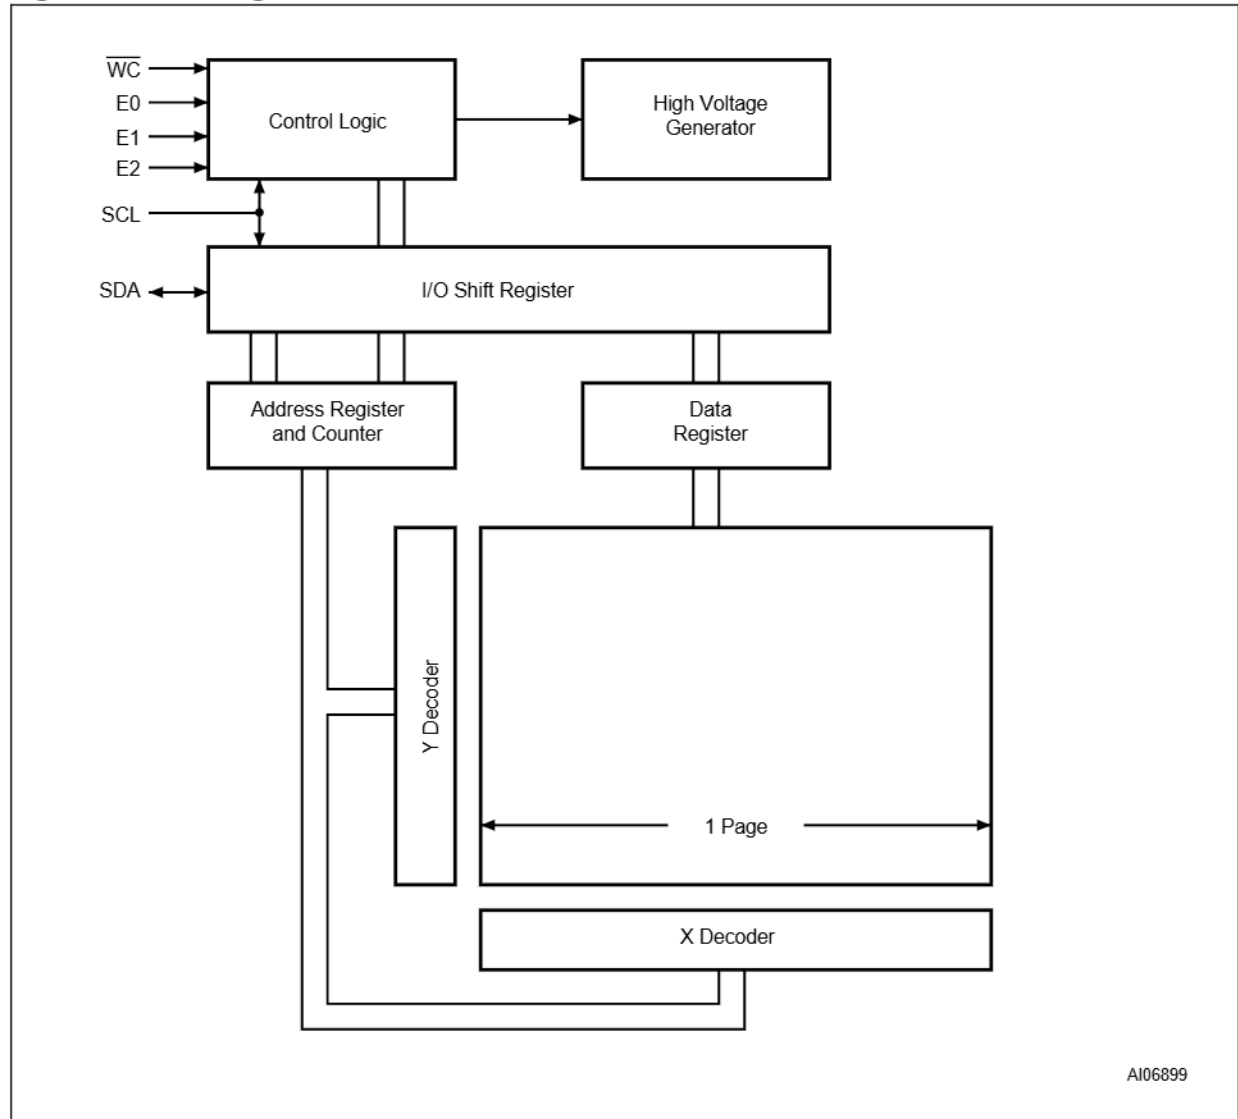 W̅C̅
E0
E1
E2
SCL
SDA
Control Logic
High Voltage
Generator
I/O Shift Register
Address Register
and Counter
Data
Register
Y Decoder
1 Page
X Decoder
AI06899